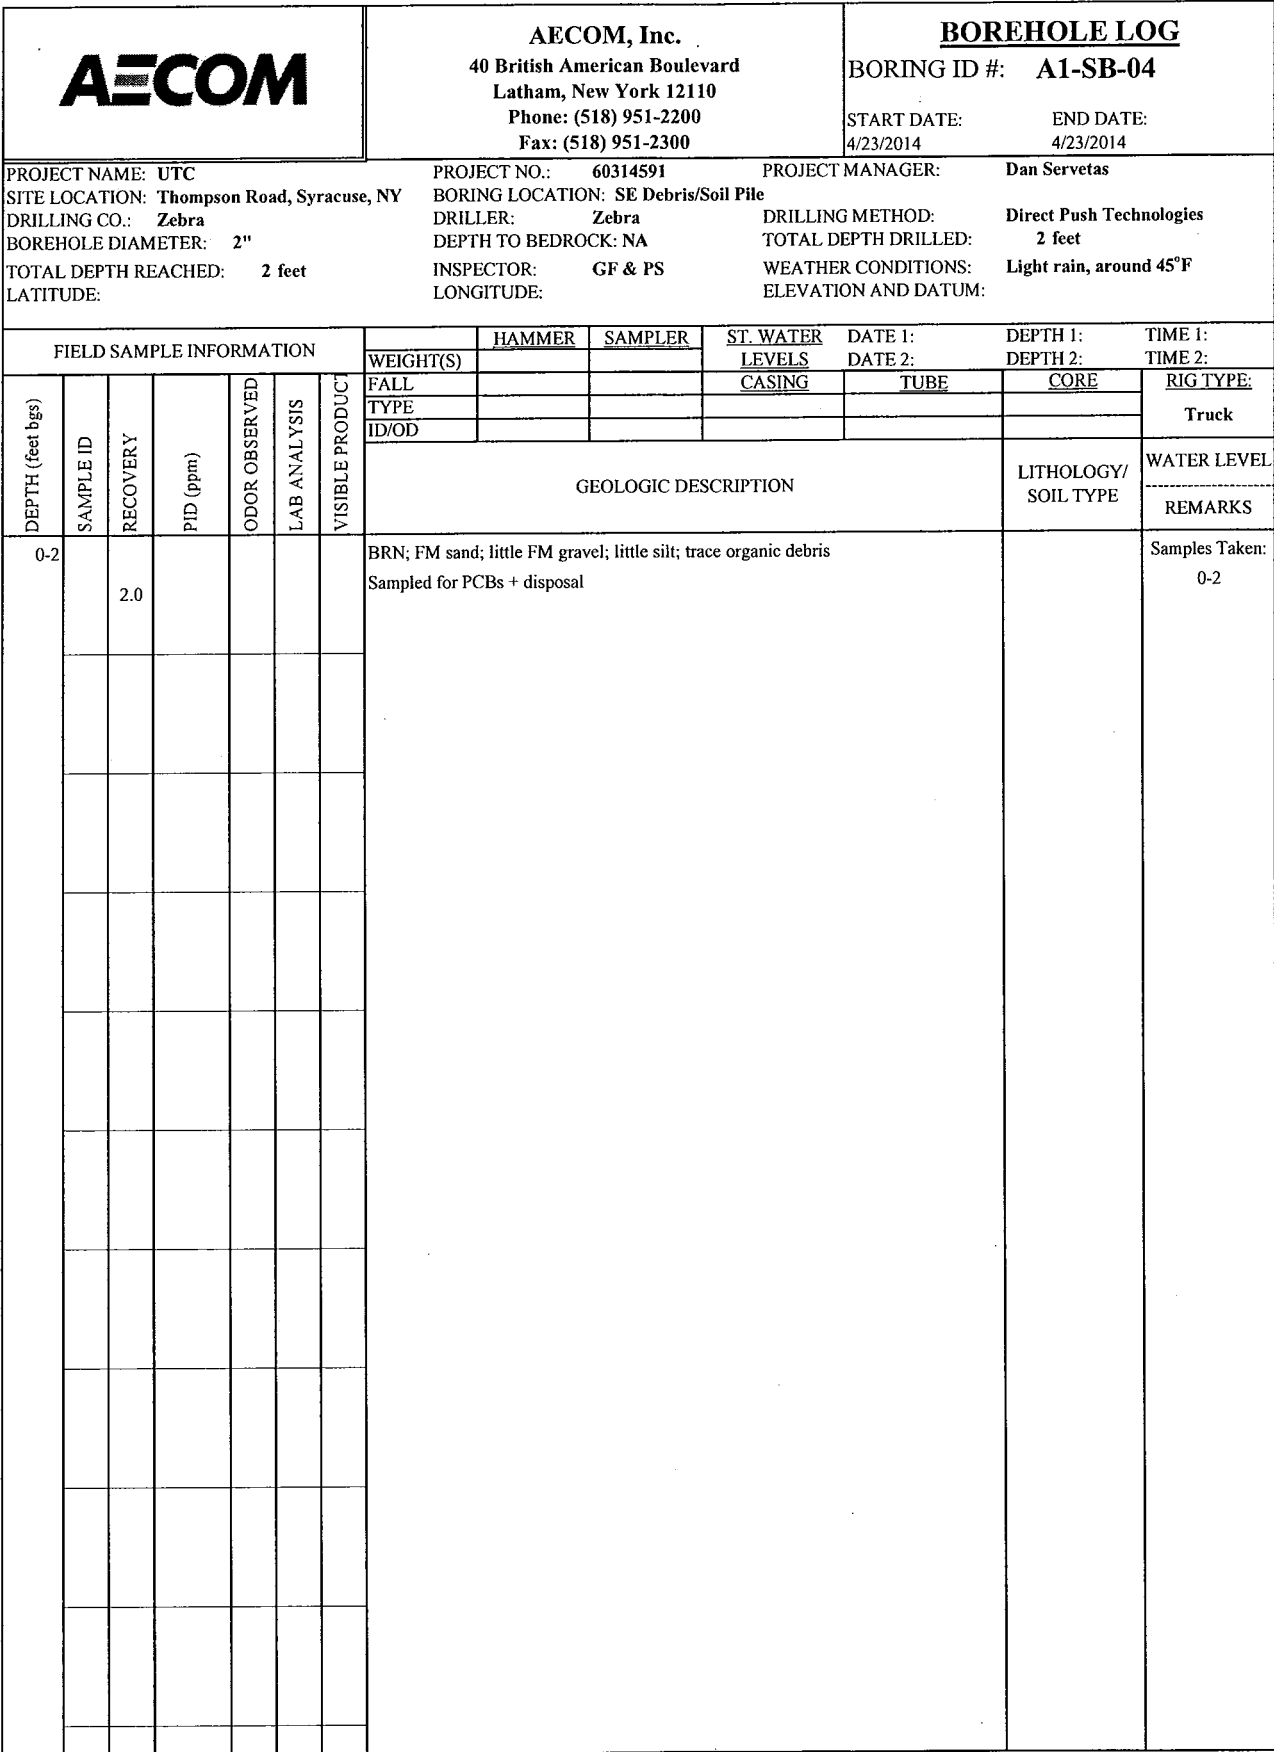 AECOM
AECOM, Inc.
40 British American Boulevard
Latham, New York 12110
Phone: (518) 951-2200
Fax: (518) 951-2300
BOREHOLE LOG
BORING ID #: A1-SB-04
START DATE: END DATE:
4/23/2014 4/23/2014
PROJECT NAME: UTC PROJECT NO.: 60314591 PROJECT MANAGER: Dan Servetas
SITE LOCATION: Thompson Road, Syracuse, NY BORING LOCATION: SE Debris/Soil Pile
DRILLING CO.: Zebra DRILLER: Zebra DRILLING METHOD: Direct Push Technologies
BOREHOLE DIAMETER: 2" DEPTH TO BEDROCK: NA TOTAL DEPTH DRILLED: 2 feet
TOTAL DEPTH REACHED: 2 feet INSPECTOR: GF & PS WEATHER CONDITIONS: Light rain, around 45°F
LATITUDE: LONGITUDE: ELEVATION AND DATUM:
FIELD SAMPLE INFORMATION
HAMMER SAMPLER ST. WATER DATE 1: DEPTH 1: TIME 1:
WEIGHT(S) LEVELS DATE 2: DEPTH 2: TIME 2:
FALL CASING TUBE CORE RIG TYPE:
TYPE Truck
ID/OD
DEPTH (feet bgs)
SAMPLE ID
RECOVERY
PID (ppm)
ODOR OBSERVED
LAB ANALYSIS
VISIBLE PRODUCT
GEOLOGIC DESCRIPTION
LITHOLOGY/
SOIL TYPE
WATER LEVEL
REMARKS
0-2 BRN; FM sand; little FM gravel; little silt; trace organic debris Samples Taken:
Sampled for PCBs + disposal 0-2
2.0